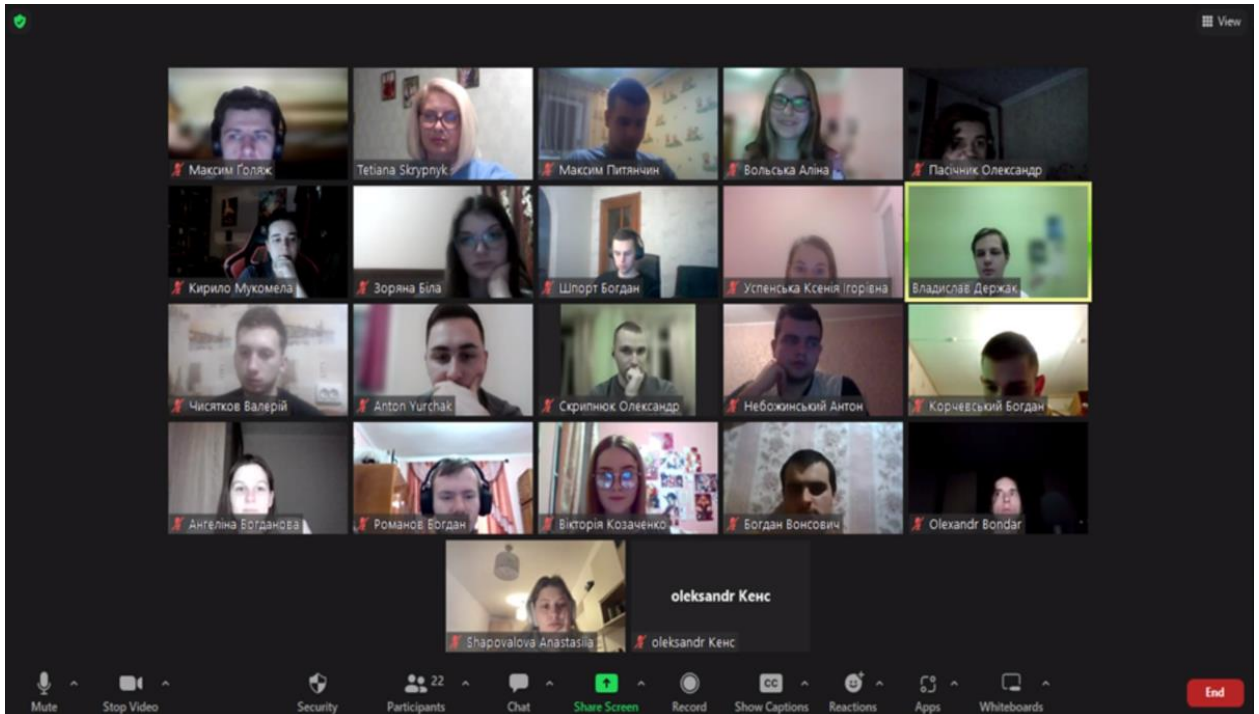 View
Максим Ґоляж
Tetiana Skrypnyk
Максим Питянчин
Вольська Аліна
Пасічник Олександр
Кирило Мукомела
Зоряна Біла
Шпорт Богдан
Успенська Ксенія Ігорівна
Владислав Держак
Чисятков Валерій
Anton Yurchak
Скрипнюк Олександр
Небожинський Антон
Корчевський Богдан
Ангеліна Богданова
Романов Богдан
Вікторія Козаченко
Богдан Вонсович
Olexandr Bondar
Shapovalova Anastasiia
oleksandr Кенс
oleksandr Кенс
Mute
Stop Video
Security
22
Participants
Chat
Share Screen
Record
CC
Show Captions
Reactions
Apps
Whiteboards
End